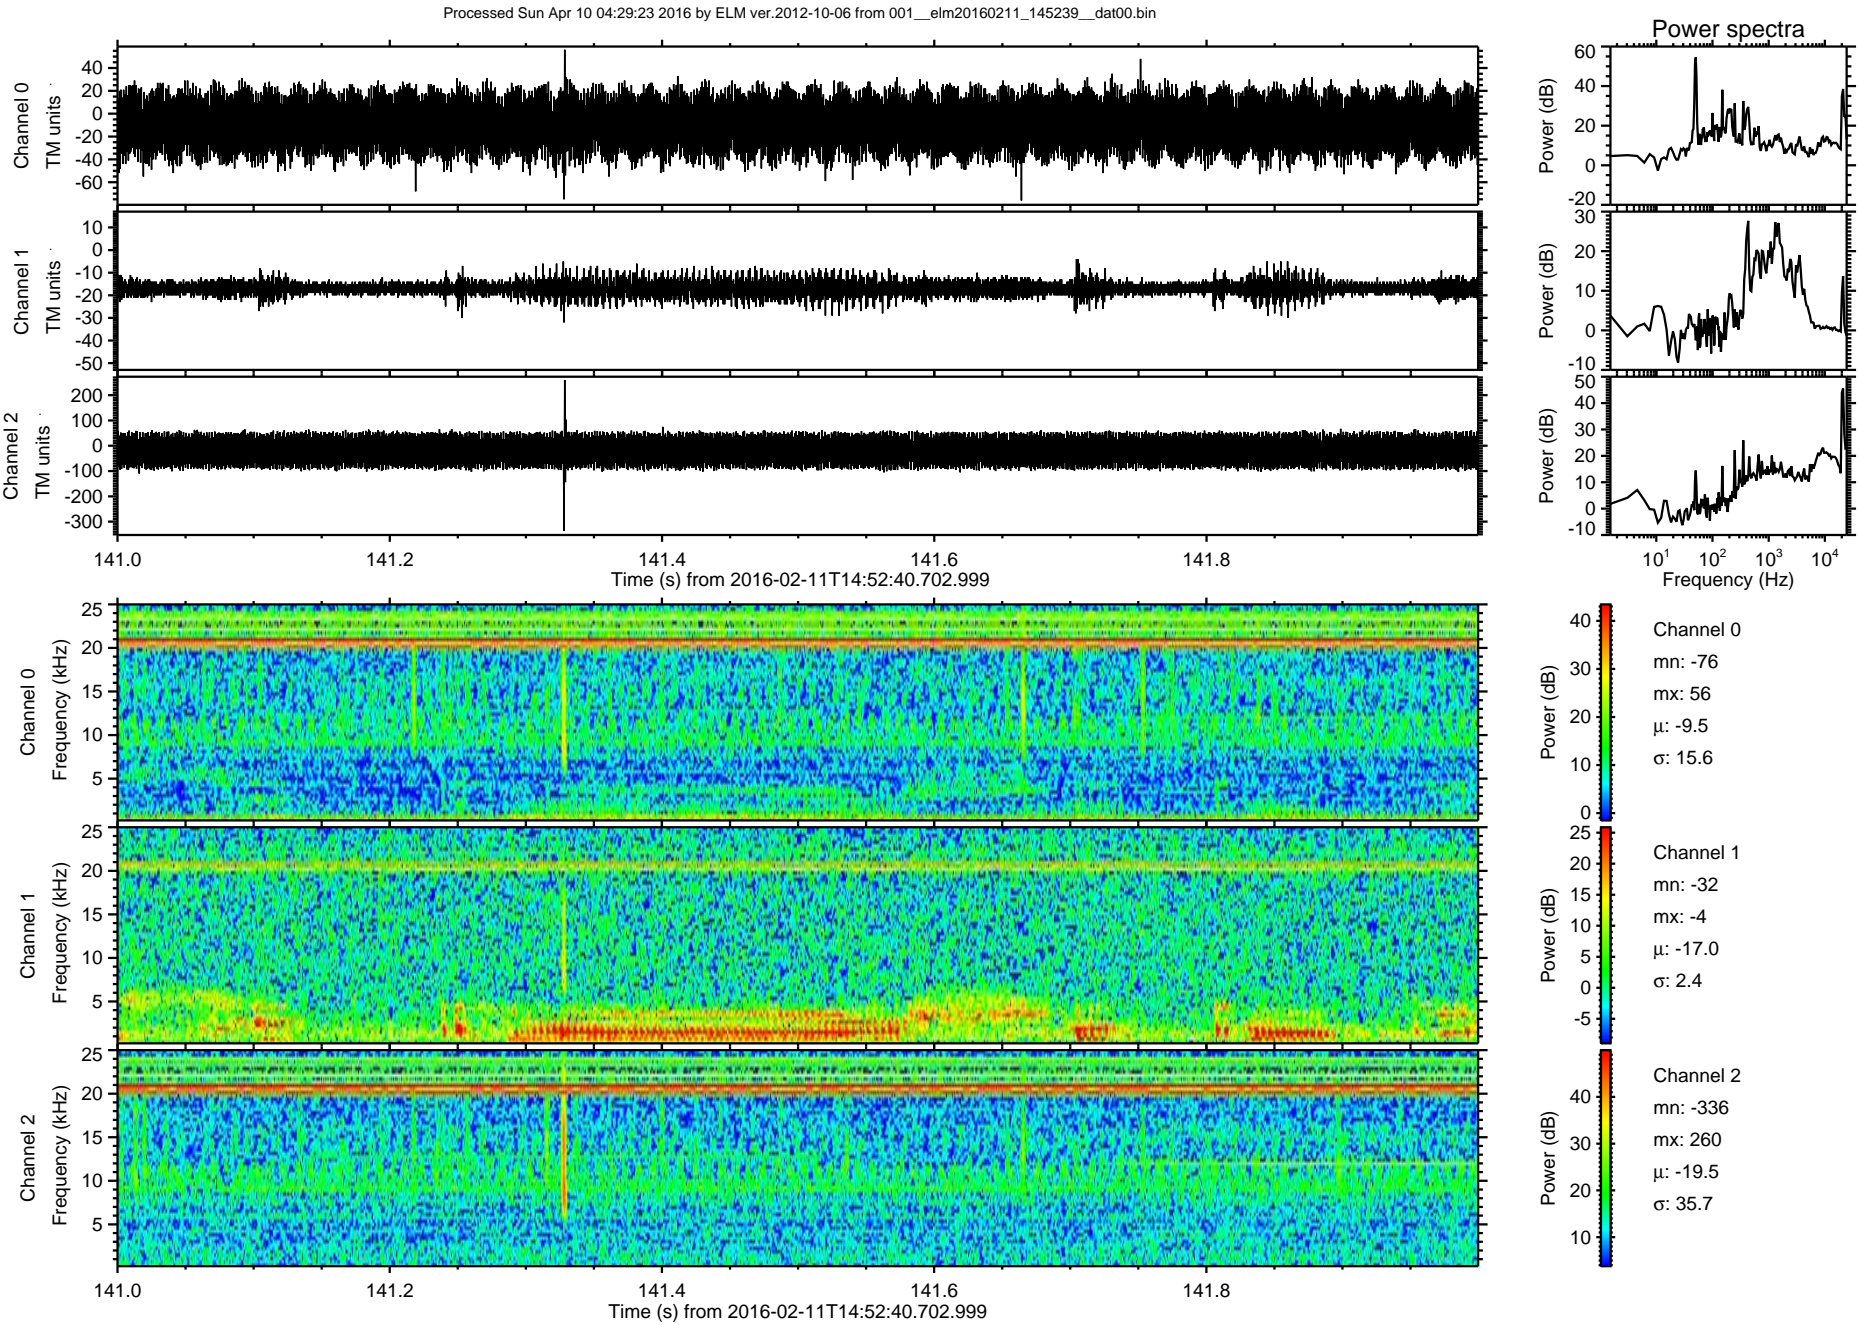 Processed Sun Apr 10 04:29:23 2016 by ELM ver.2012-10-06 from 001__elm20160211_145239__dat00.bin
Power spectra
Channel 0
TM units
40
20
0
-20
-40
-60
Power (dB)
60
40
20
0
-20
Channel 1
TM units
10
0
-10
-20
-30
-40
-50
Power (dB)
30
20
10
0
-10
Channel 2
TM units
200
100
0
-100
-200
-300
Power (dB)
50
40
30
20
10
0
-10
141.0 141.2 141.4 141.6 141.8
Time (s) from 2016-02-11T14:52:40.702.999
10^1 10^2 10^3 10^4
Frequency (Hz)
Channel 0
Frequency (kHz)
25
20
15
10
5
Power (dB)
40
30
20
10
0
Channel 0
mn: -76
mx: 56
µ: -9.5
σ: 15.6
Channel 1
Frequency (kHz)
25
20
15
10
5
Power (dB)
25
20
15
10
5
0
-5
Channel 1
mn: -32
mx: -4
µ: -17.0
σ: 2.4
Channel 2
Frequency (kHz)
25
20
15
10
5
Power (dB)
40
30
20
10
Channel 2
mn: -336
mx: 260
µ: -19.5
σ: 35.7
141.0 141.2 141.4 141.6 141.8
Time (s) from 2016-02-11T14:52:40.702.999